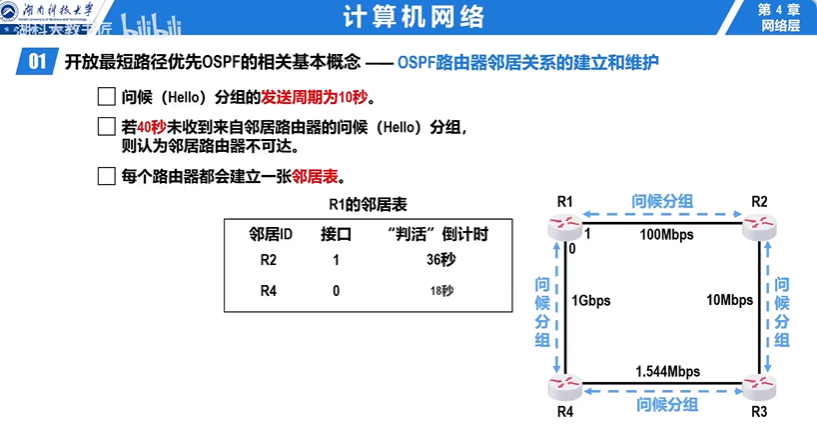 湖南科技大学
计算机网络
第 4 章
网络层
湖科大教书匠 bilibili
01 开放最短路径优先OSPF的相关基本概念 —— OSPF路由器邻居关系的建立和维护
问候（Hello）分组的发送周期为10秒。
若40秒未收到来自邻居路由器的问候（Hello）分组，
则认为邻居路由器不可达。
每个路由器都会建立一张邻居表。
R1的邻居表
邻居ID 接口 “判活”倒计时
R2 1 36秒
R4 0 18秒
R1 问候分组 R2
1
100Mbps
0
问候分组
1Gbps
10Mbps
问候分组
1.544Mbps
R4 问候分组 R3